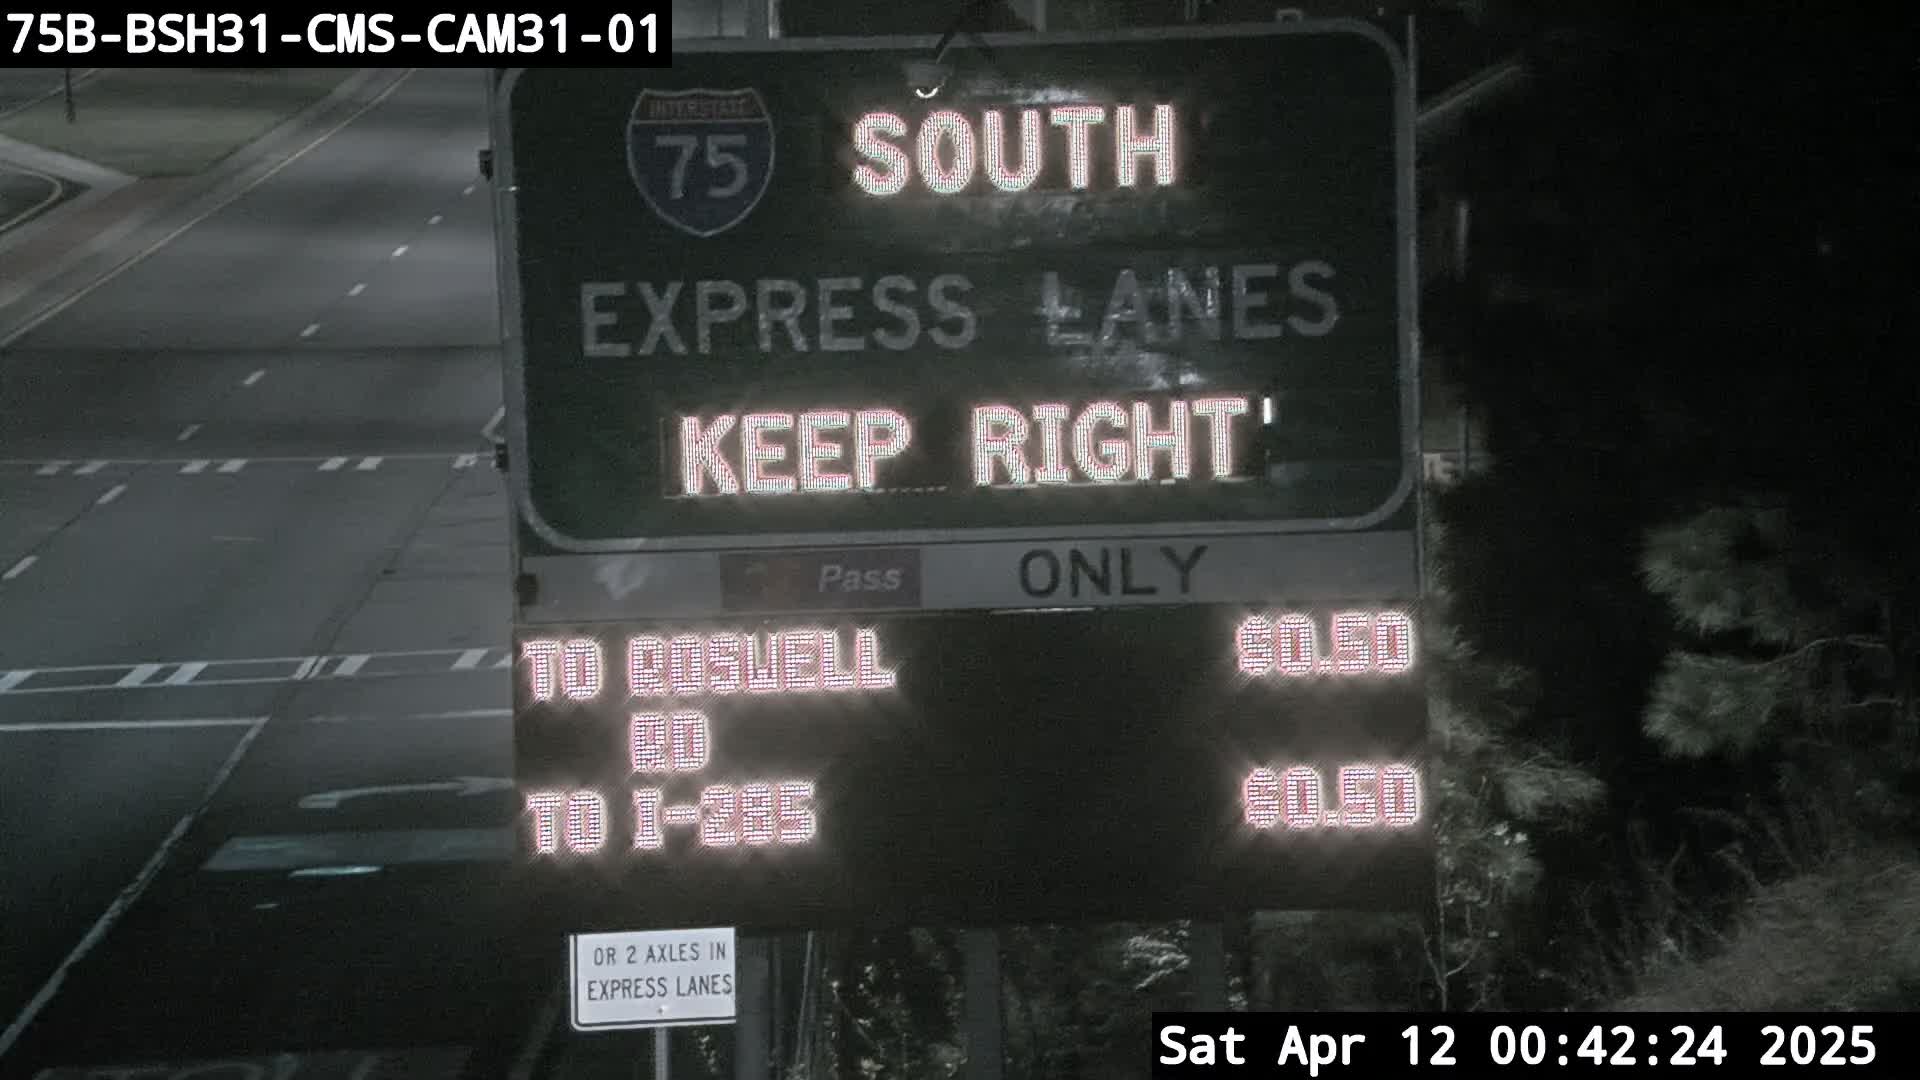 75B-BSH31-CMS-CAM31-01
INTERSTATE
75
SOUTH
EXPRESS LANES
KEEP RIGHT
Pass ONLY
TO ROSWELL $0.50
RD
TO I-285 $0.50
OR 2 AXLES IN
EXPRESS LANES
Sat Apr 12 00:42:24 2025